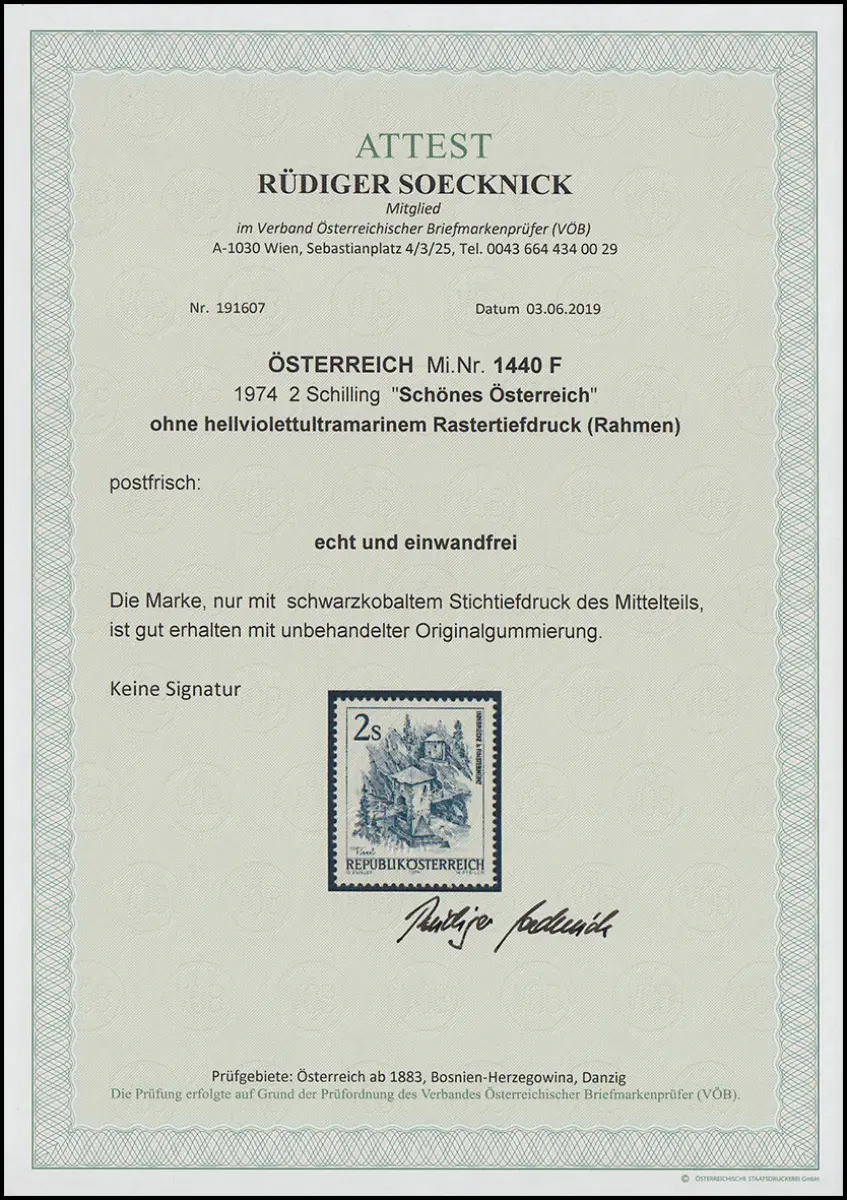 ATTEST
RÜDIGER SOECKNICK
Mitglied
im Verband Österreichischer Briefmarkenprüfer (VÖB)
A-1030 Wien, Sebastianplatz 4/3/25, Tel. 0043 664 434 00 29
Nr. 191607 Datum 03.06.2019
ÖSTERREICH Mi.Nr. 1440 F
1974 2 Schilling "Schönes Österreich"
ohne hellviolettultramarinem Rastertiefdruck (Rahmen)
postfrisch:
echt und einwandfrei
Die Marke, nur mit schwarzkobaltem Stichtiefdruck des Mittelteils,
ist gut erhalten mit unbehandelter Originalgummierung.
Keine Signatur
2s
REPUBLIK ÖSTERREICH
Rüdiger Soecknick
Prüfgebiete: Österreich ab 1883, Bosnien-Herzegowina, Danzig
Die Prüfung erfolgte auf Grund der Prüfordnung des Verbandes Österreichischer Briefmarkenprüfer (VÖB).
© ÖSTERREICHISCHE STAATSDRUCKEREI GmbH